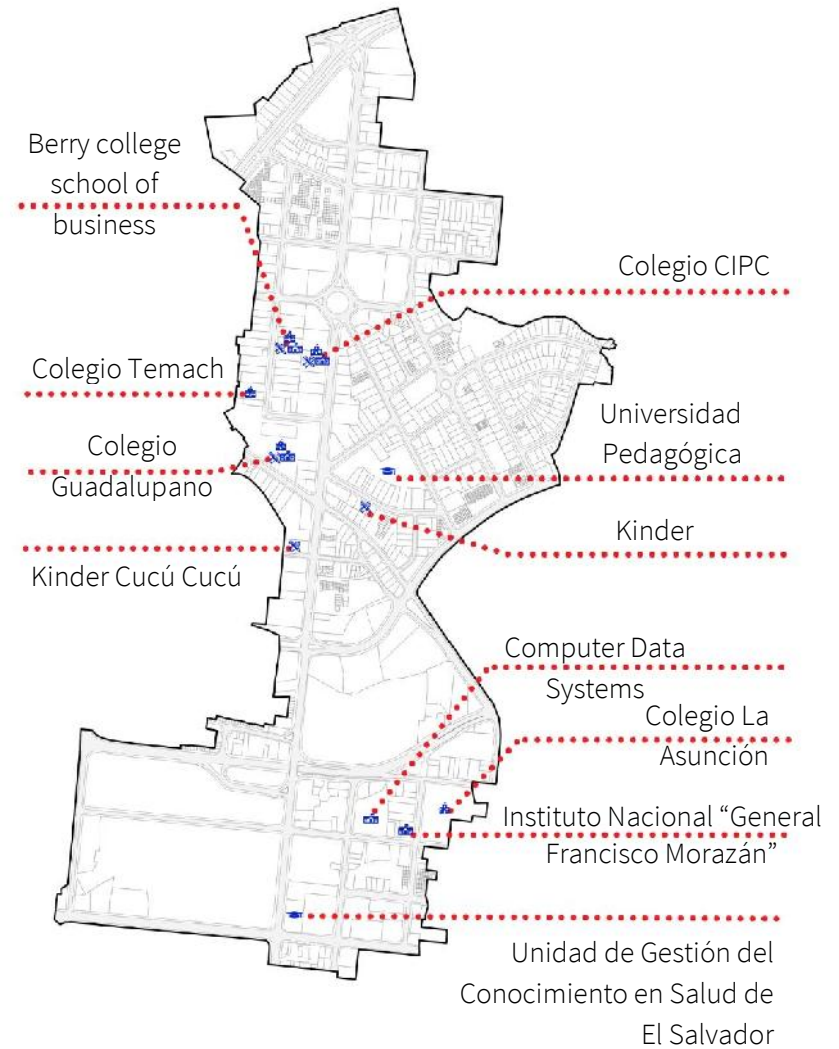 Berry college
school of
business
Colegio CIPC
Colegio Temach
Universidad
Pedagógica
Colegio
Guadalupano
Kinder
Kinder Cucú Cucú
Computer Data
Systems
Colegio La
Asunción
Instituto Nacional “General
Francisco Morazán”
Unidad de Gestión del
Conocimiento en Salud de
El Salvador